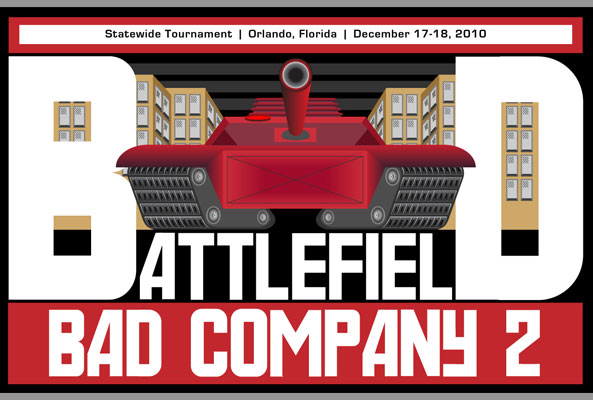 Statewide Tournament | Orlando, Florida | December 17-18, 2010
BATTLEFIELD
BAD COMPANY 2